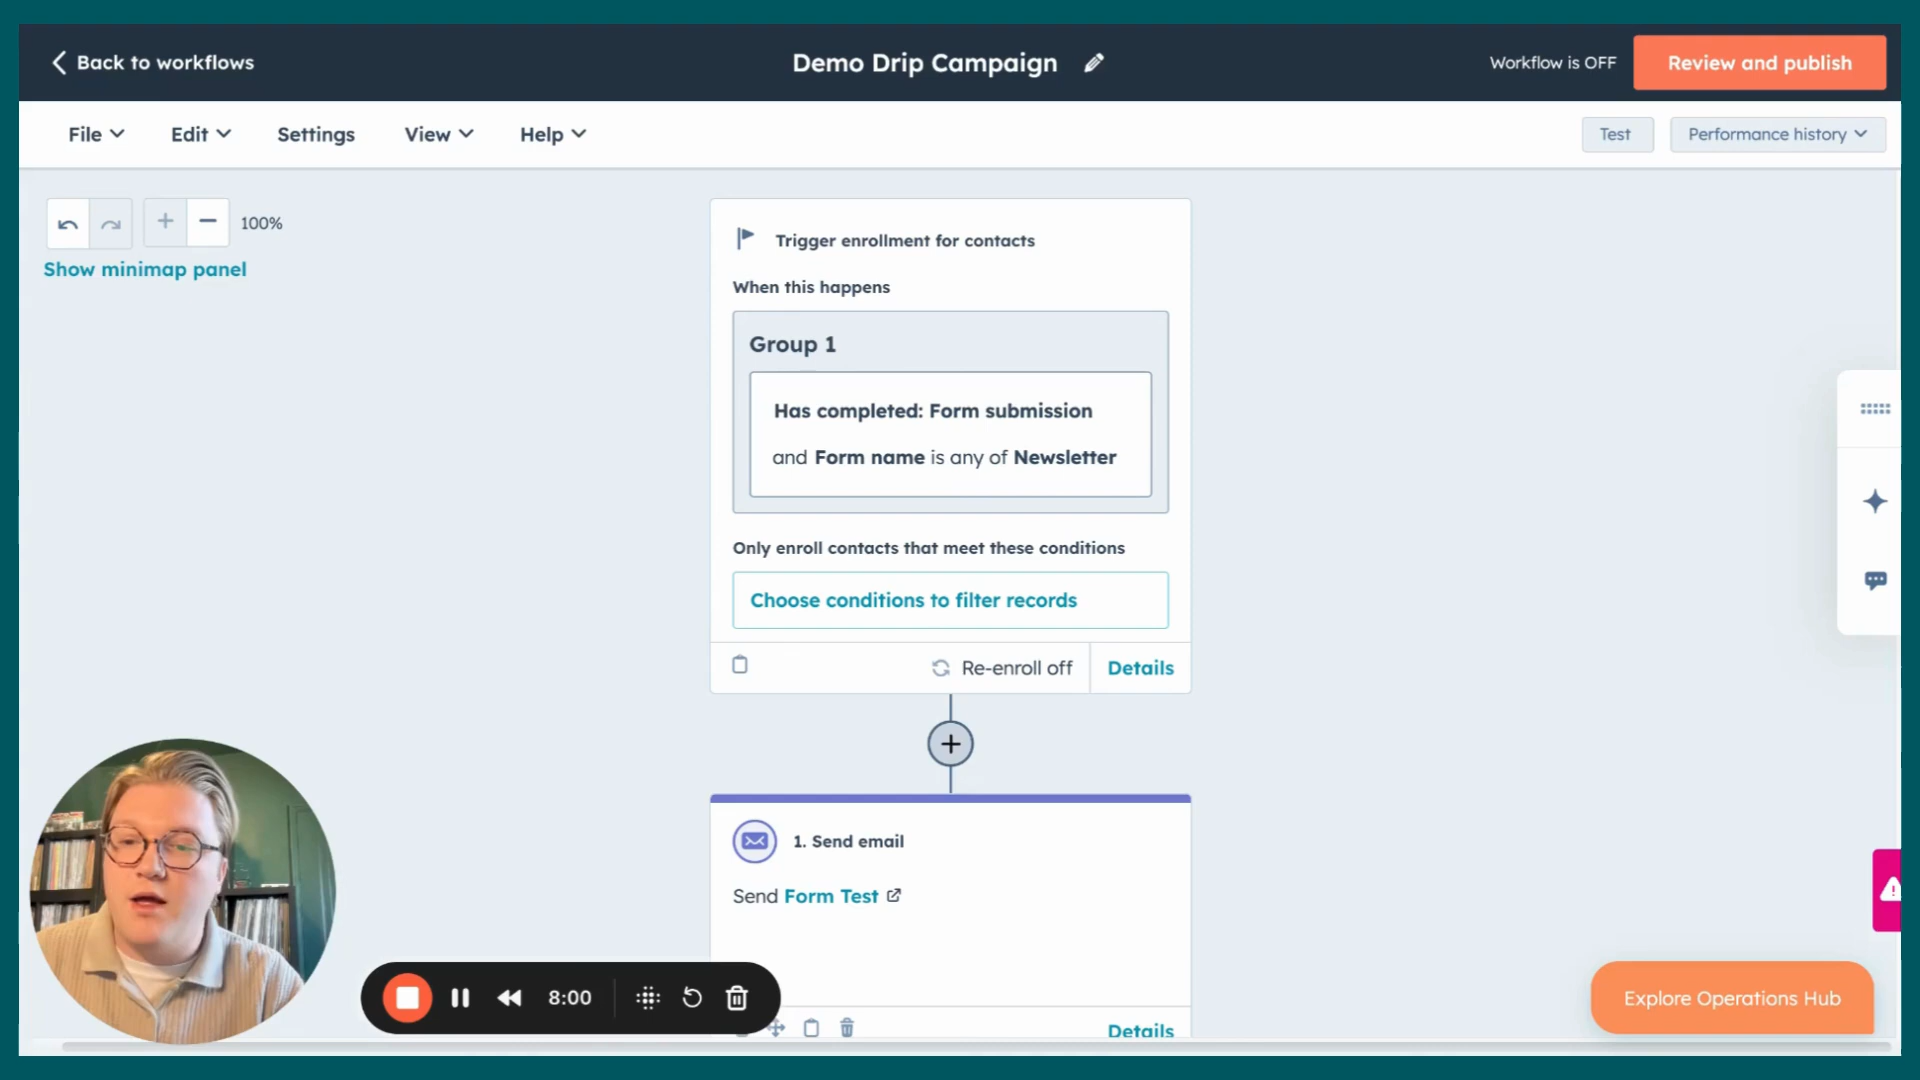 Back to workflows
Demo Drip Campaign
Workflow is OFF
Review and publish
File
Edit
Settings
View
Help
Test
Performance history
100%
Show minimap panel
Trigger enrollment for contacts
When this happens
Group 1
Has completed: Form submission
and Form name is any of Newsletter
Only enroll contacts that meet these conditions
Choose conditions to filter records
Re-enroll off
Details
1. Send email
Send Form Test
8:00
Details
Explore Operations Hub